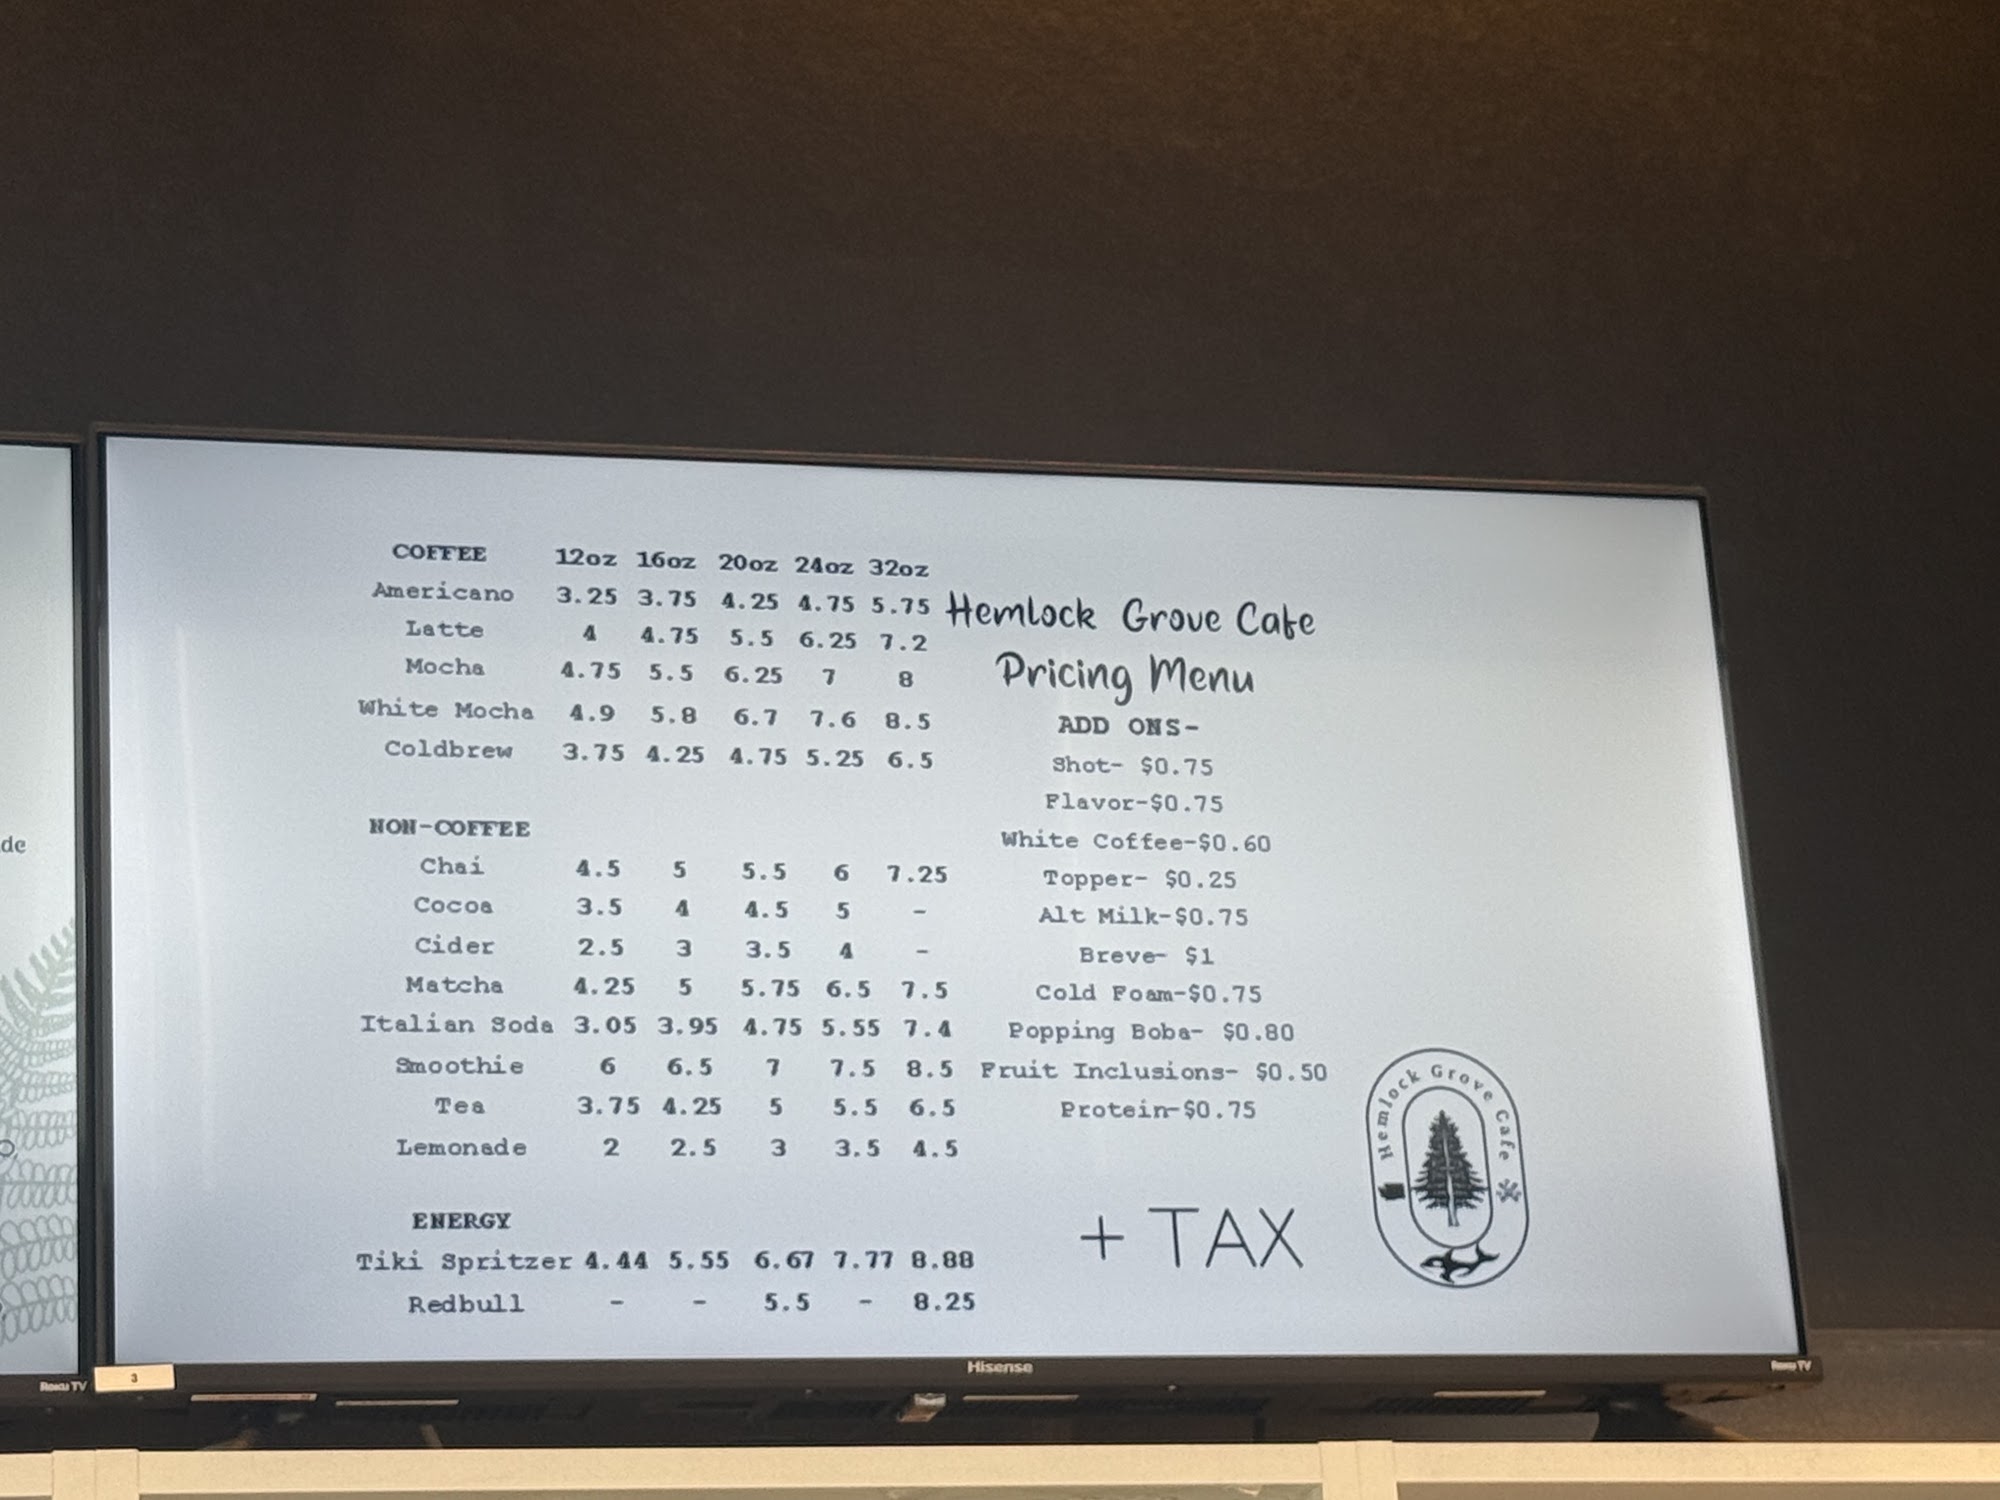 COFFEE 12oz 16oz 20oz 24oz 32oz
Americano 3.25 3.75 4.25 4.75 5.75
Latte 4 4.75 5.5 6.25 7.2
Mocha 4.75 5.5 6.25 7 8
White Mocha 4.9 5.8 6.7 7.6 8.5
Coldbrew 3.75 4.25 4.75 5.25 6.5
NON-COFFEE
Chai 4.5 5 5.5 6 7.25
Cocoa 3.5 4 4.5 5 -
Cider 2.5 3 3.5 4 -
Matcha 4.25 5 5.75 6.5 7.5
Italian Soda 3.05 3.95 4.75 5.55 7.4
Smoothie 6 6.5 7 7.5 8.5
Tea 3.75 4.25 5 5.5 6.5
Lemonade 2 2.5 3 3.5 4.5
ENERGY
Tiki Spritzer 4.44 5.55 6.67 7.77 8.88
Redbull - - 5.5 - 8.25
Hemlock Grove Cafe
Pricing Menu
ADD ONS-
Shot- $0.75
Flavor-$0.75
White Coffee-$0.60
Topper- $0.25
Alt Milk-$0.75
Breve- $1
Cold Foam-$0.75
Popping Boba- $0.80
Fruit Inclusions- $0.50
Protein-$0.75
+ TAX
Hemlock Grove Cafe
de
Roku TV
3
Hisense
Roku TV